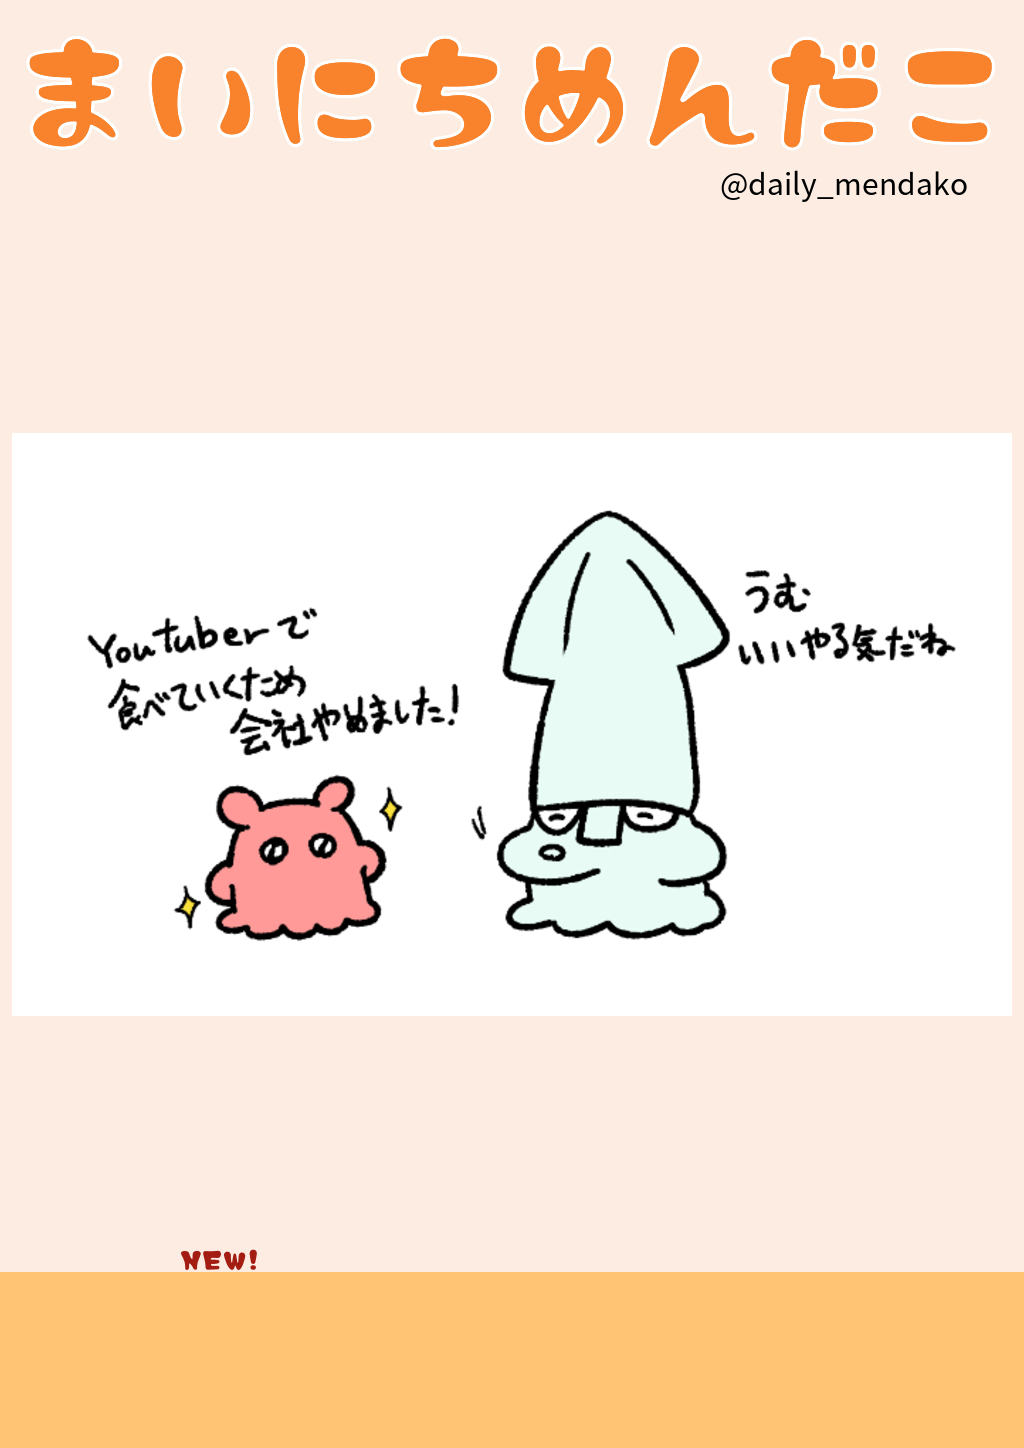 まいにちめんだこ
@daily_mendako
Youtuberで
食べていくため
会社やめました!
うむ
いいやる気だね
NEW!